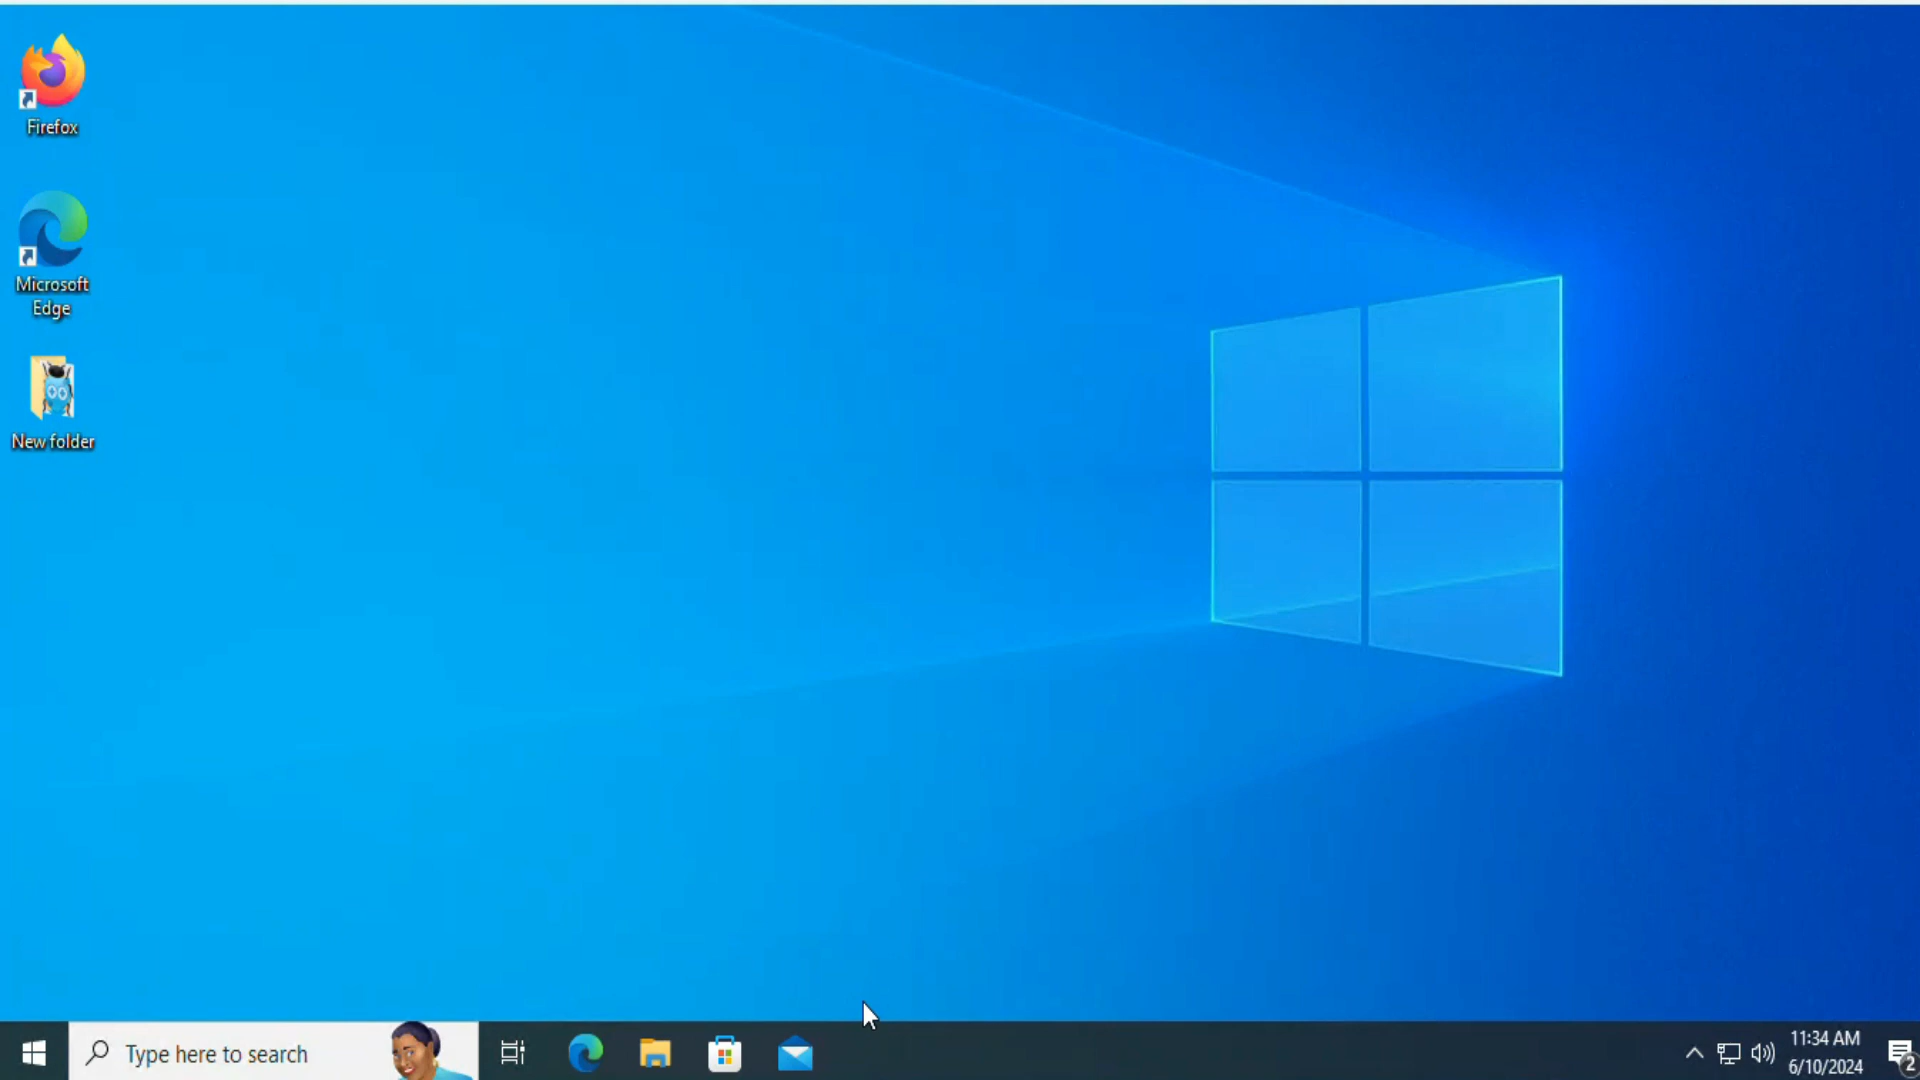 Firefox
Microsoft
Edge
New folder
Type here to search
11:34 AM
6/10/2024
2